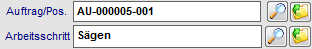 Auftrag/Pos. AU-000005-001
Arbeitsschritt Sägen